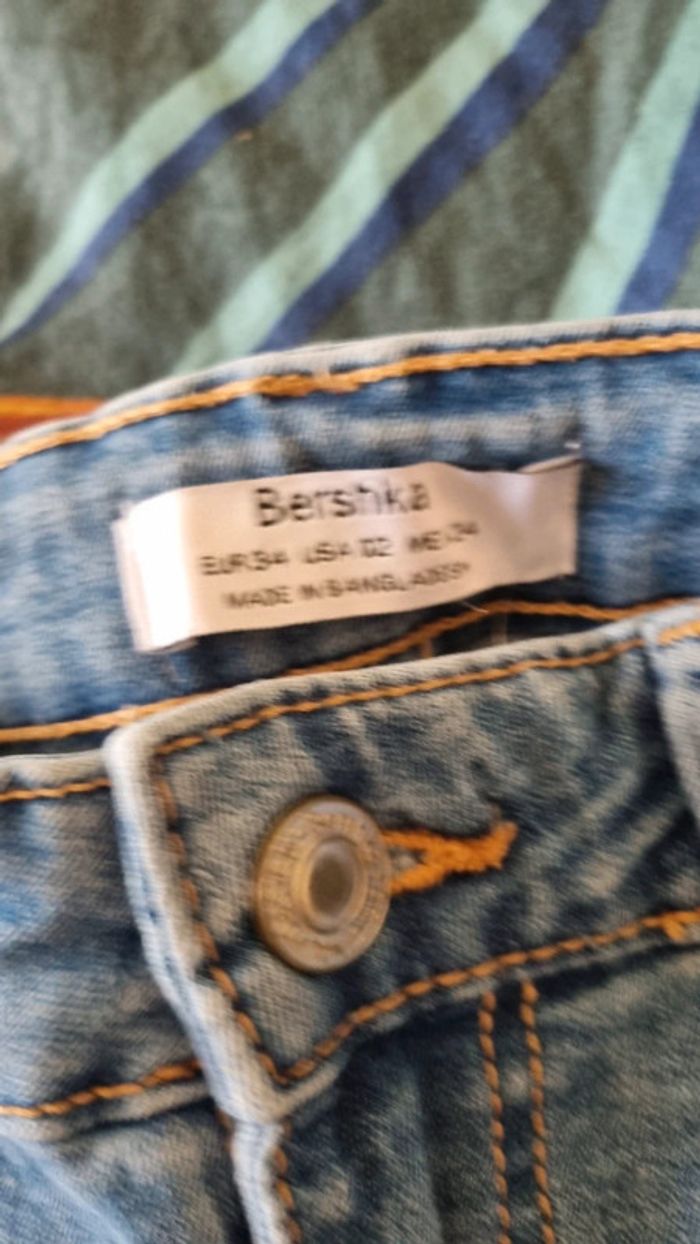 Bershka
EUR 34 USA 02 MEX 24
MADE IN BANGLADESH